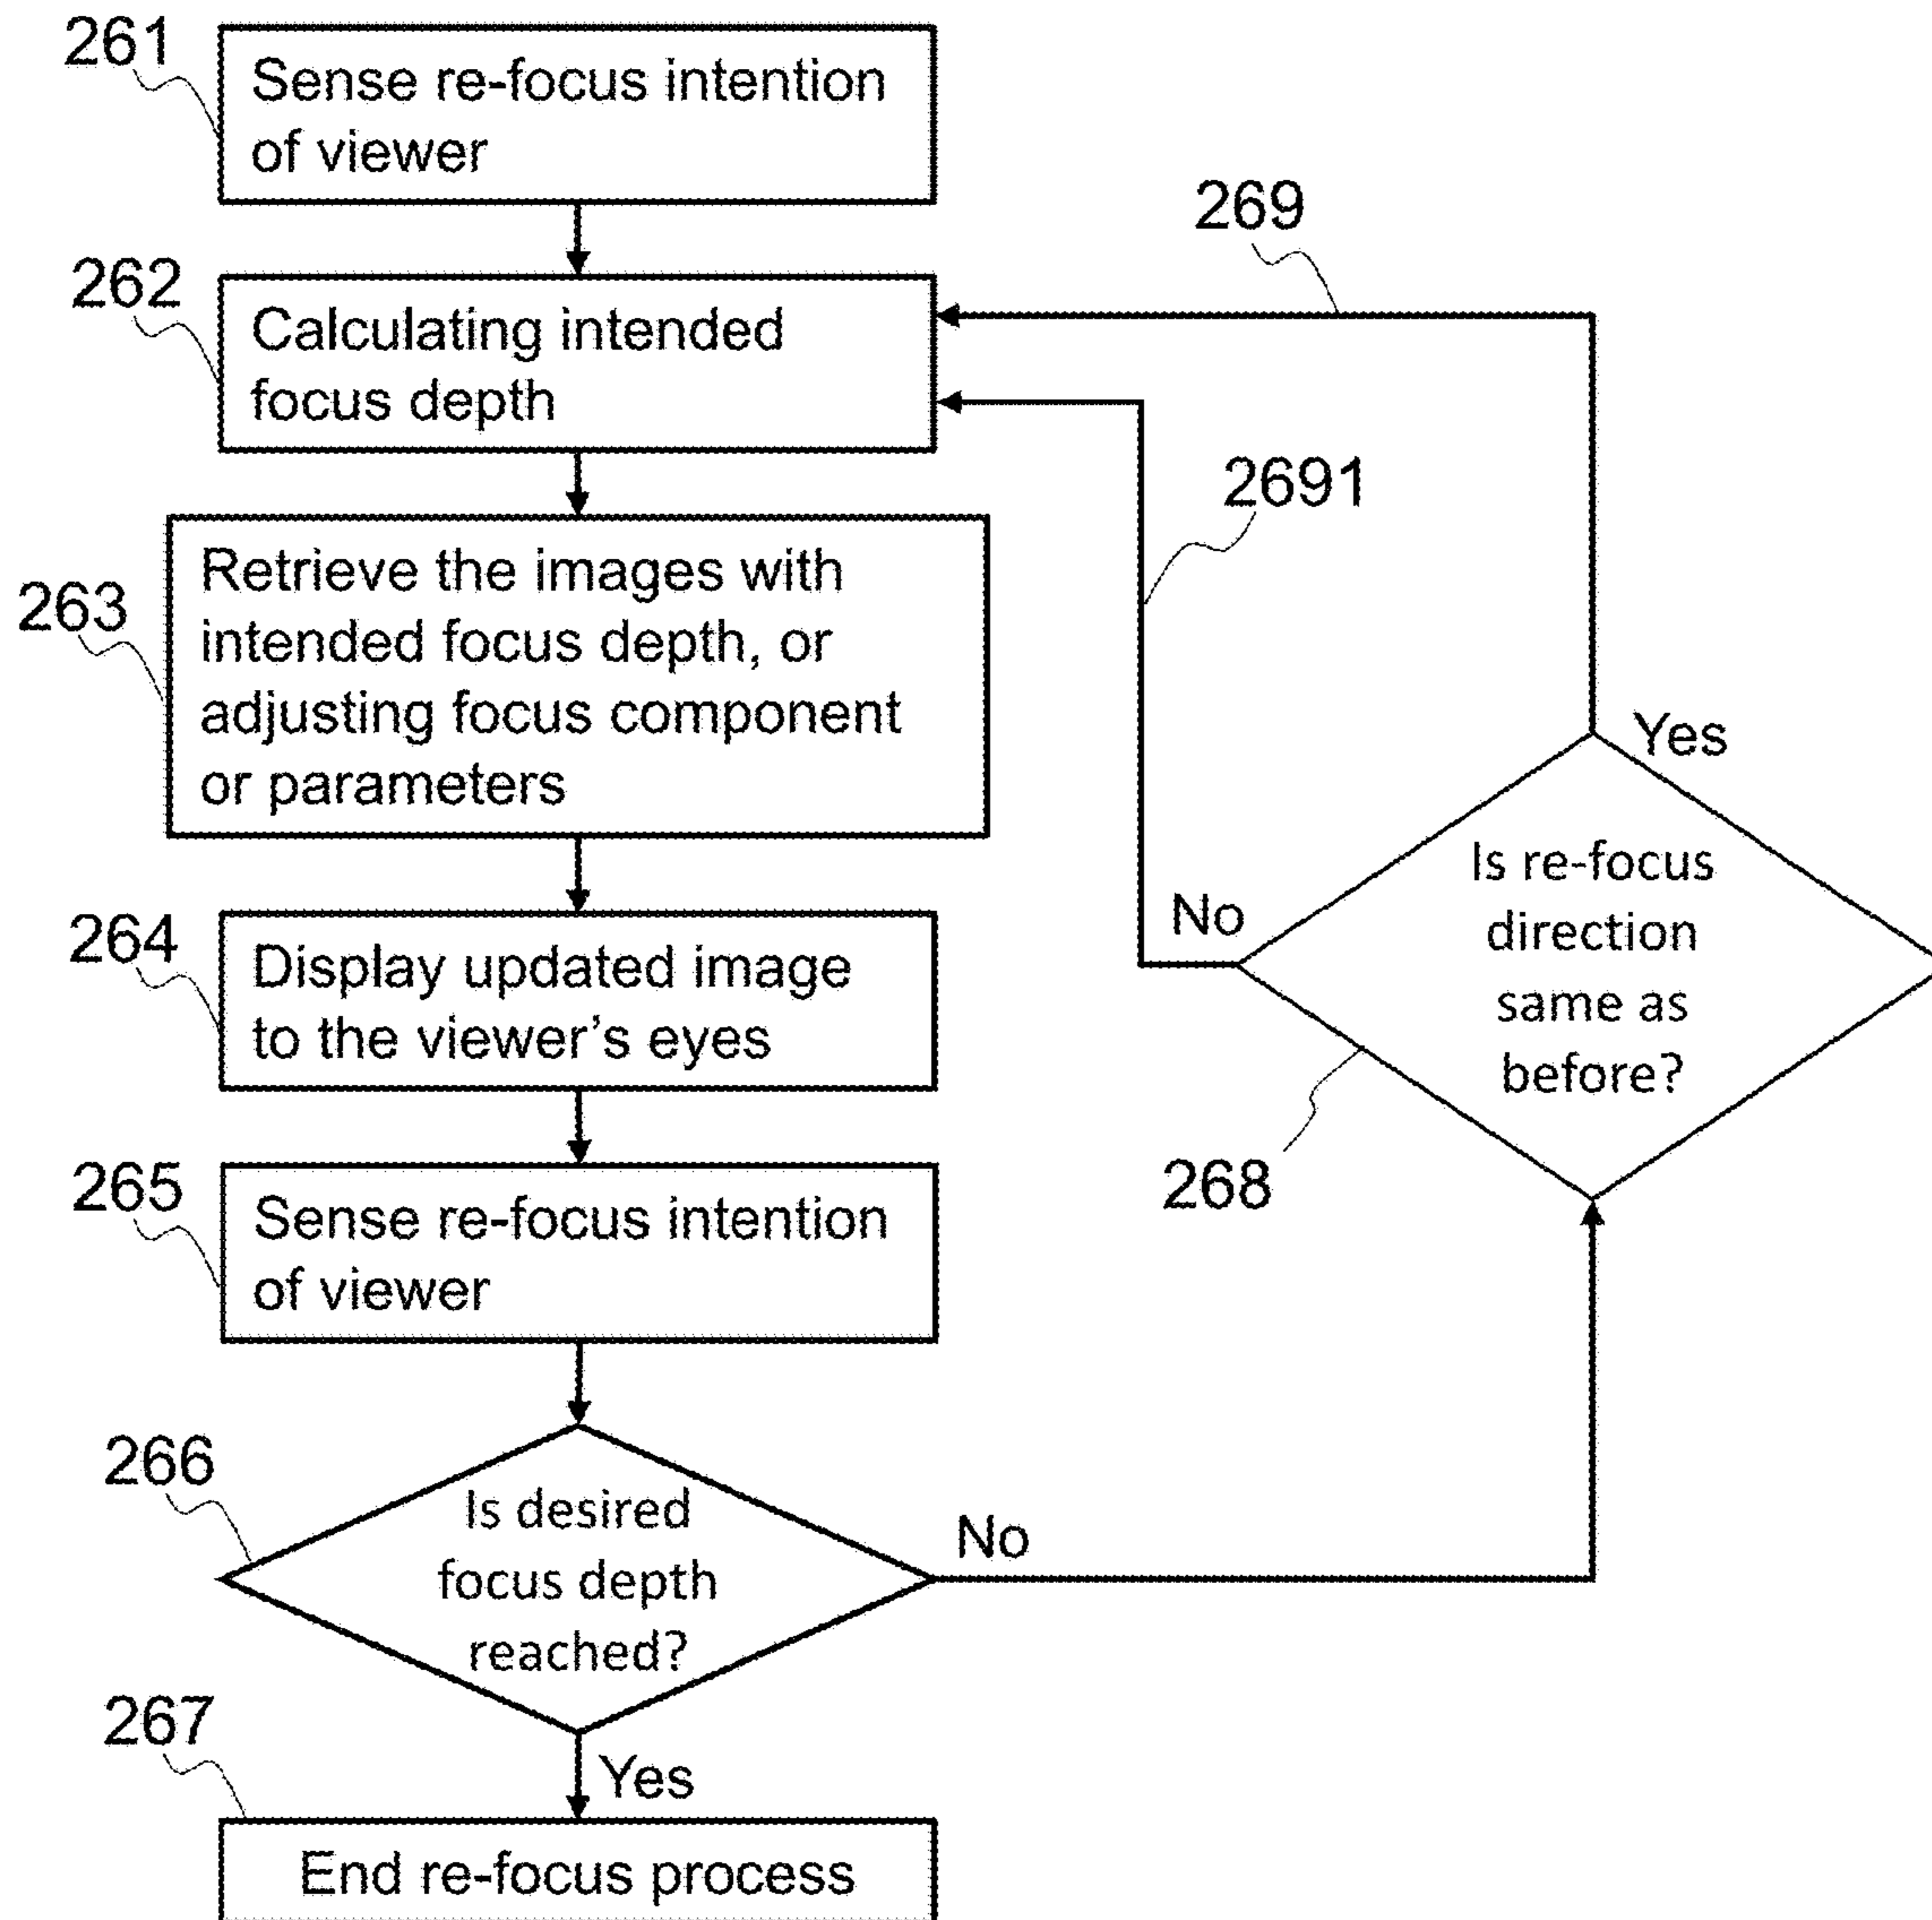 261
Sense re-focus intention
of viewer
269
262
Calculating intended
focus depth
2691
263
Retrieve the images with
intended focus depth, or
adjusting focus component
or parameters
Yes
Is re-focus
direction
same as
before?
No
268
264
Display updated image
to the viewer’s eyes
265
Sense re-focus intention
of viewer
266
Is desired
focus depth
reached?
No
267
Yes
End re-focus process